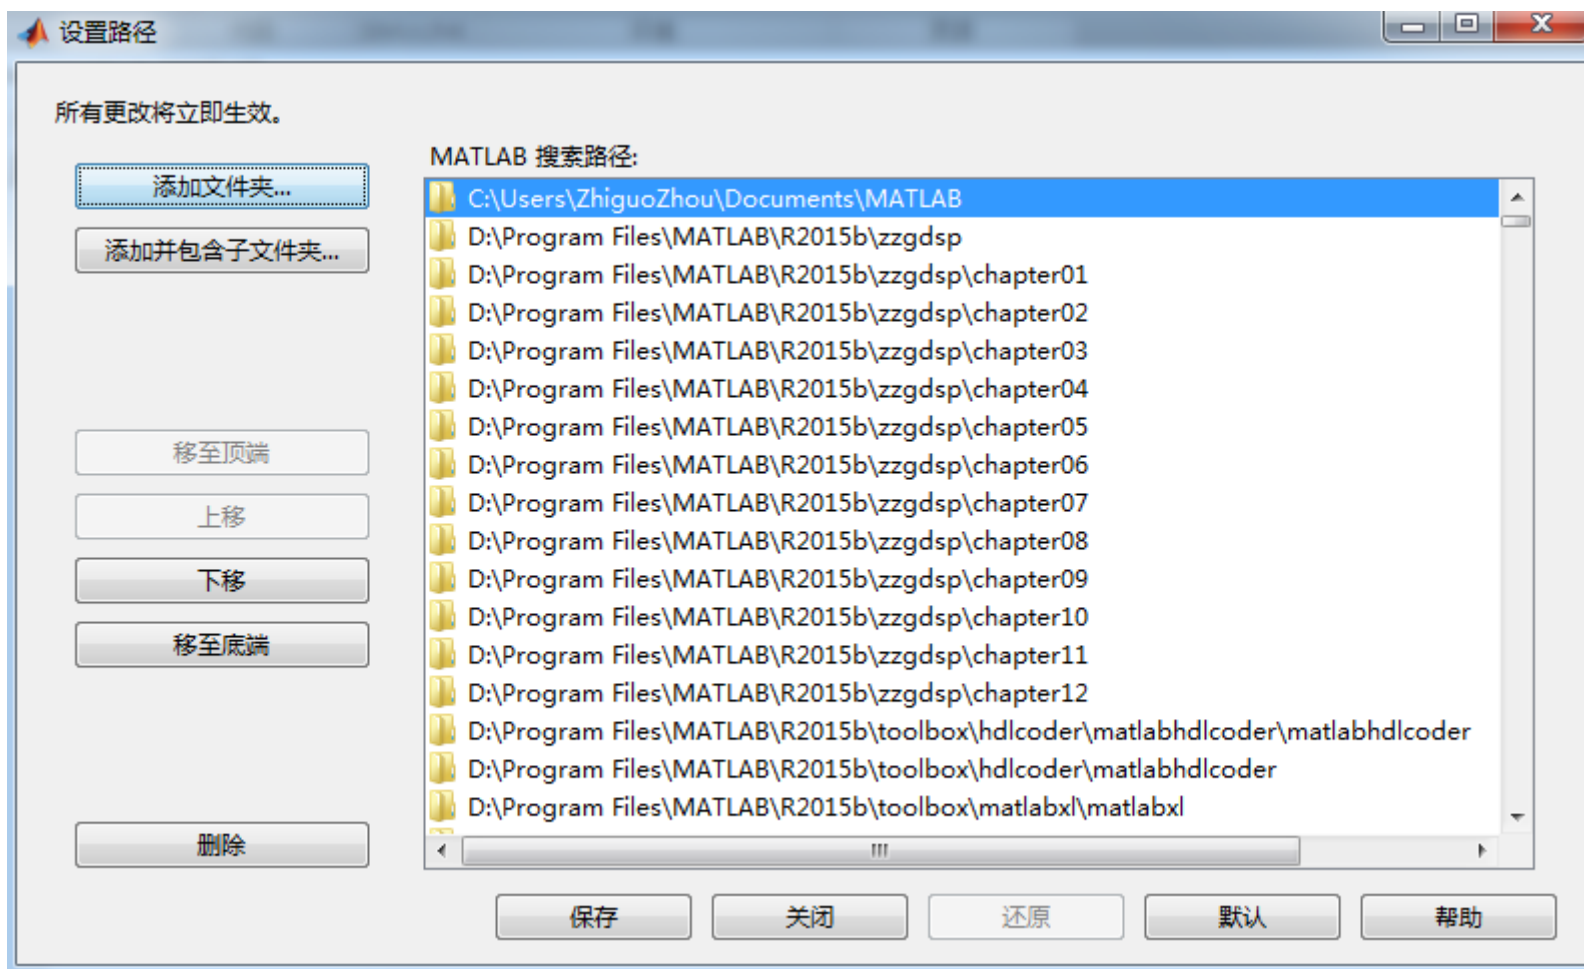 设置路径
所有更改将立即生效。
添加文件夹...
添加并包含子文件夹...
移至顶端
上移
下移
移至底端
删除
MATLAB 搜索路径:
C:\Users\ZhiguoZhou\Documents\MATLAB
D:\Program Files\MATLAB\R2015b\zzgdsp
D:\Program Files\MATLAB\R2015b\zzgdsp\chapter01
D:\Program Files\MATLAB\R2015b\zzgdsp\chapter02
D:\Program Files\MATLAB\R2015b\zzgdsp\chapter03
D:\Program Files\MATLAB\R2015b\zzgdsp\chapter04
D:\Program Files\MATLAB\R2015b\zzgdsp\chapter05
D:\Program Files\MATLAB\R2015b\zzgdsp\chapter06
D:\Program Files\MATLAB\R2015b\zzgdsp\chapter07
D:\Program Files\MATLAB\R2015b\zzgdsp\chapter08
D:\Program Files\MATLAB\R2015b\zzgdsp\chapter09
D:\Program Files\MATLAB\R2015b\zzgdsp\chapter10
D:\Program Files\MATLAB\R2015b\zzgdsp\chapter11
D:\Program Files\MATLAB\R2015b\zzgdsp\chapter12
D:\Program Files\MATLAB\R2015b\toolbox\hdlcoder\matlabhdlcoder\matlabhdlcoder
D:\Program Files\MATLAB\R2015b\toolbox\hdlcoder\matlabhdlcoder
D:\Program Files\MATLAB\R2015b\toolbox\matlabxl\matlabxl
保存 关闭 还原 默认 帮助